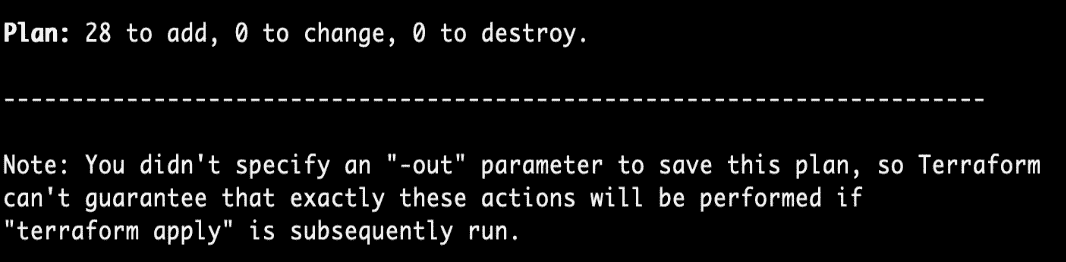 Plan: 28 to add, 0 to change, 0 to destroy.
------------------------------------------------------------------------
Note: You didn't specify an "-out" parameter to save this plan, so Terraform
can't guarantee that exactly these actions will be performed if
"terraform apply" is subsequently run.